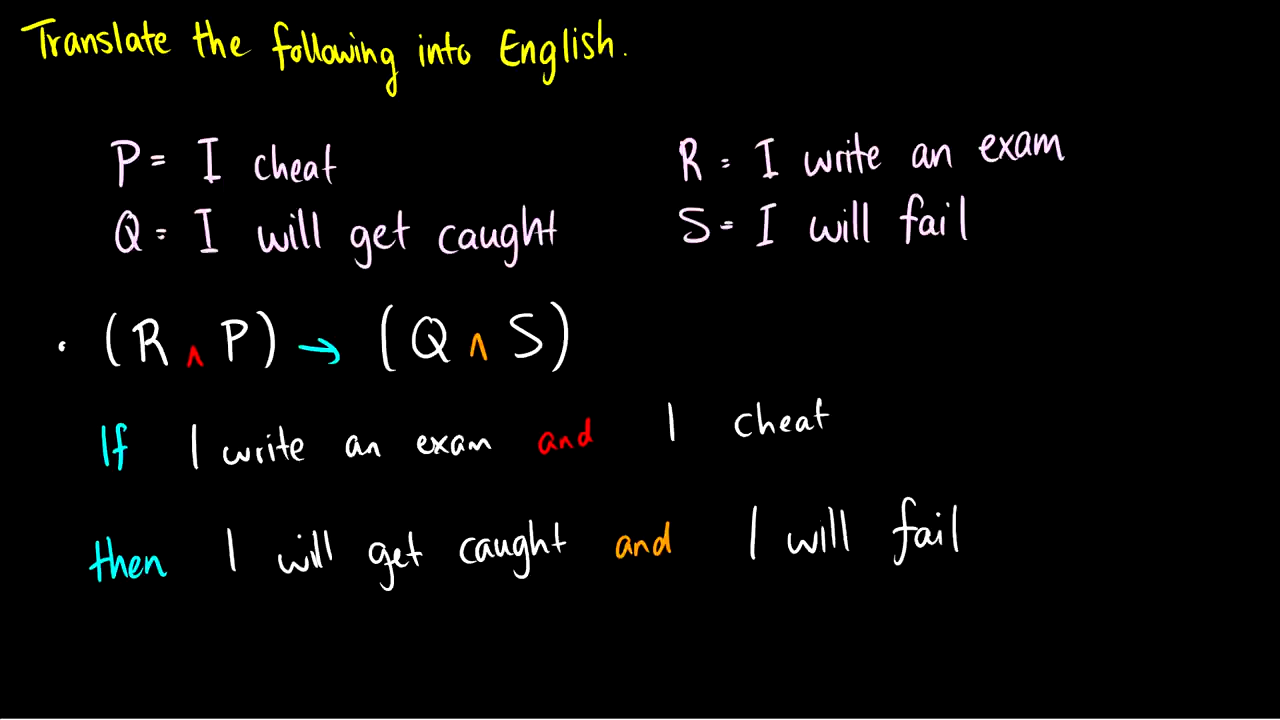 Translate the following into English.
P = I cheat
R = I write an exam
Q = I will get caught
S = I will fail
· (R ∧ P) → (Q ∧ S)
If I write an exam and I cheat
then I will get caught and I will fail